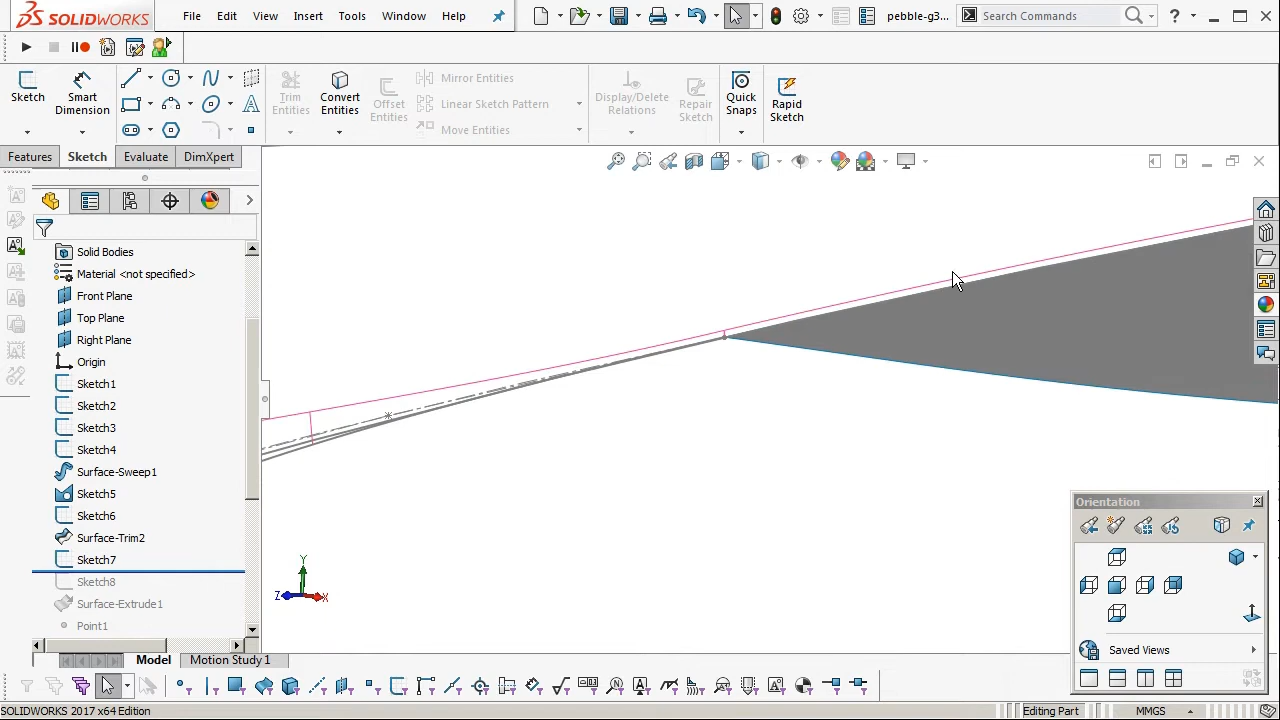 SOLIDWORKS File Edit View Insert Tools Window Help pebble-g3... Search Commands ?
Sketch Smart Dimension Trim Entities Convert Entities Offset Entities Mirror Entities Linear Sketch Pattern Move Entities Display/Delete Relations Repair Sketch Quick Snaps Rapid Sketch
Features Sketch Evaluate DimXpert
Solid Bodies
Material <not specified>
Front Plane
Top Plane
Right Plane
Origin
Sketch1
Sketch2
Sketch3
Sketch4
Surface-Sweep1
Sketch5
Sketch6
Surface-Trim2
Sketch7
Sketch8
Surface-Extrude1
Point1
Y
Z X
Orientation
Saved Views
Model Motion Study 1
SOLIDWORKS 2017 x64 Edition Editing Part MMGS